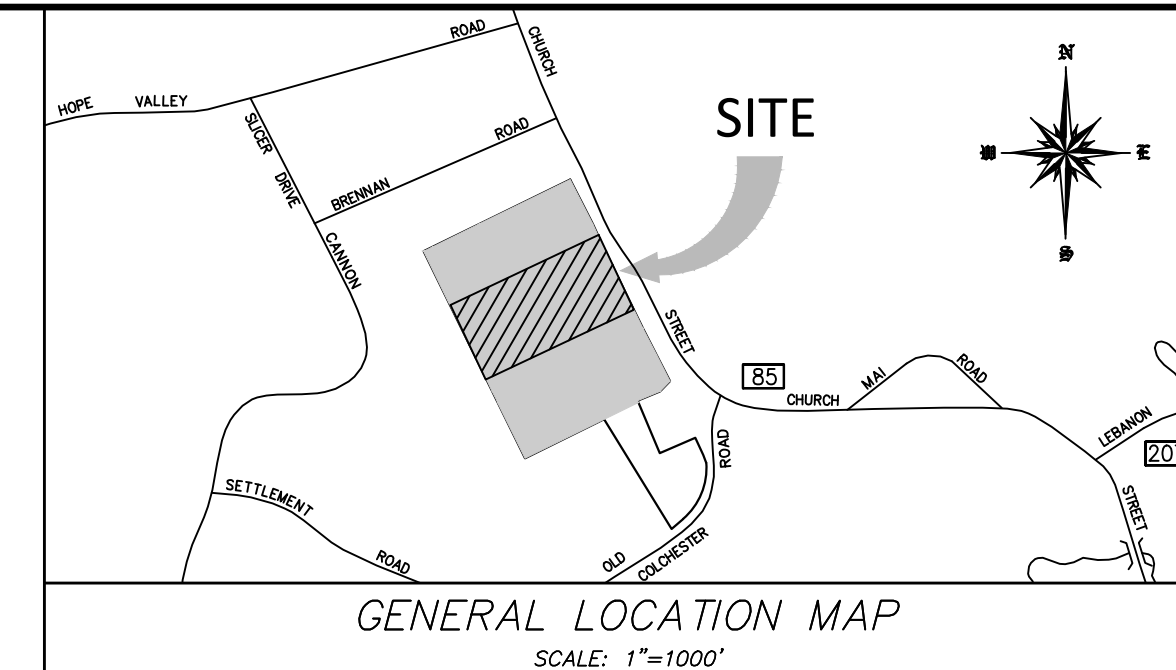 ROAD
CHURCH
HOPE VALLEY
SLICER DRIVE
BRENNAN ROAD
SITE
N
W E
S
CANNON
STREET
85
CHURCH
MAI ROAD
LEBANON
ROAD
SETTLEMENT
ROAD
STREET
OLD
COLCHESTER
GENERAL LOCATION MAP
SCALE: 1"=1000'